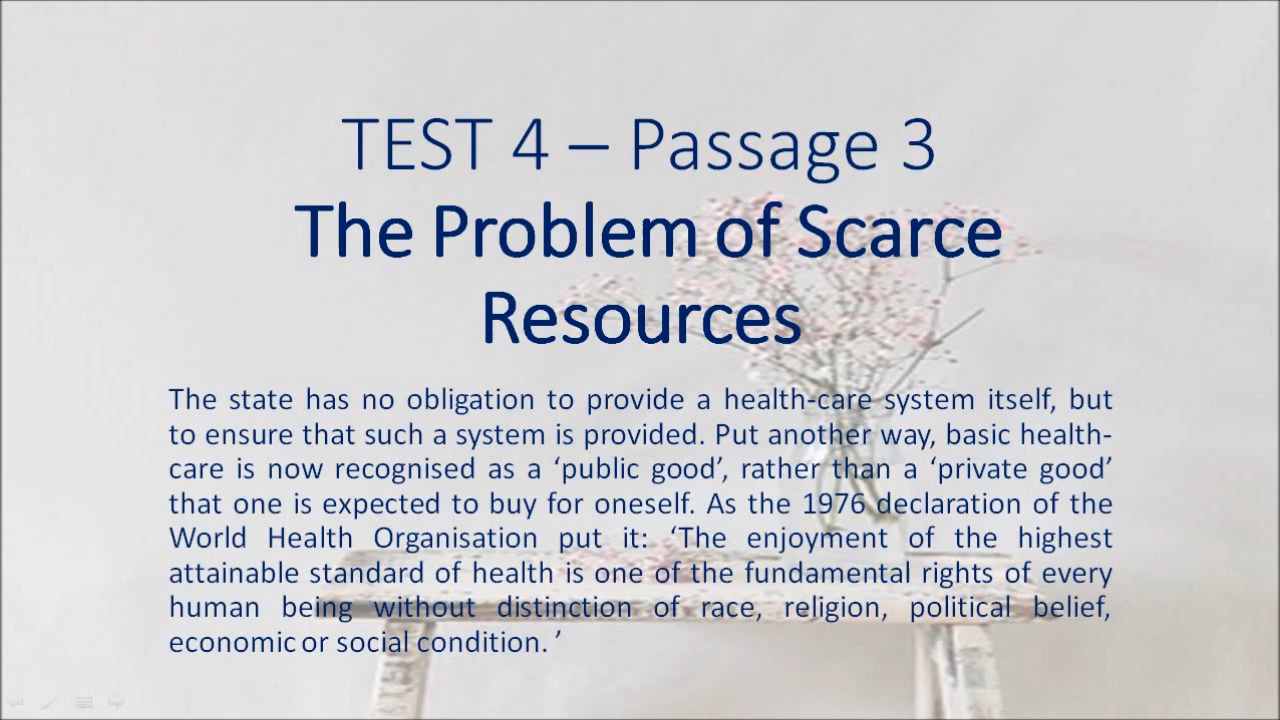 TEST 4 – Passage 3
The Problem of Scarce
Resources
The state has no obligation to provide a health-care system itself, but
to ensure that such a system is provided. Put another way, basic health-
care is now recognised as a ‘public good’, rather than a ‘private good’
that one is expected to buy for oneself. As the 1976 declaration of the
World Health Organisation put it: ‘The enjoyment of the highest
attainable standard of health is one of the fundamental rights of every
human being without distinction of race, religion, political belief,
economic or social condition. ’